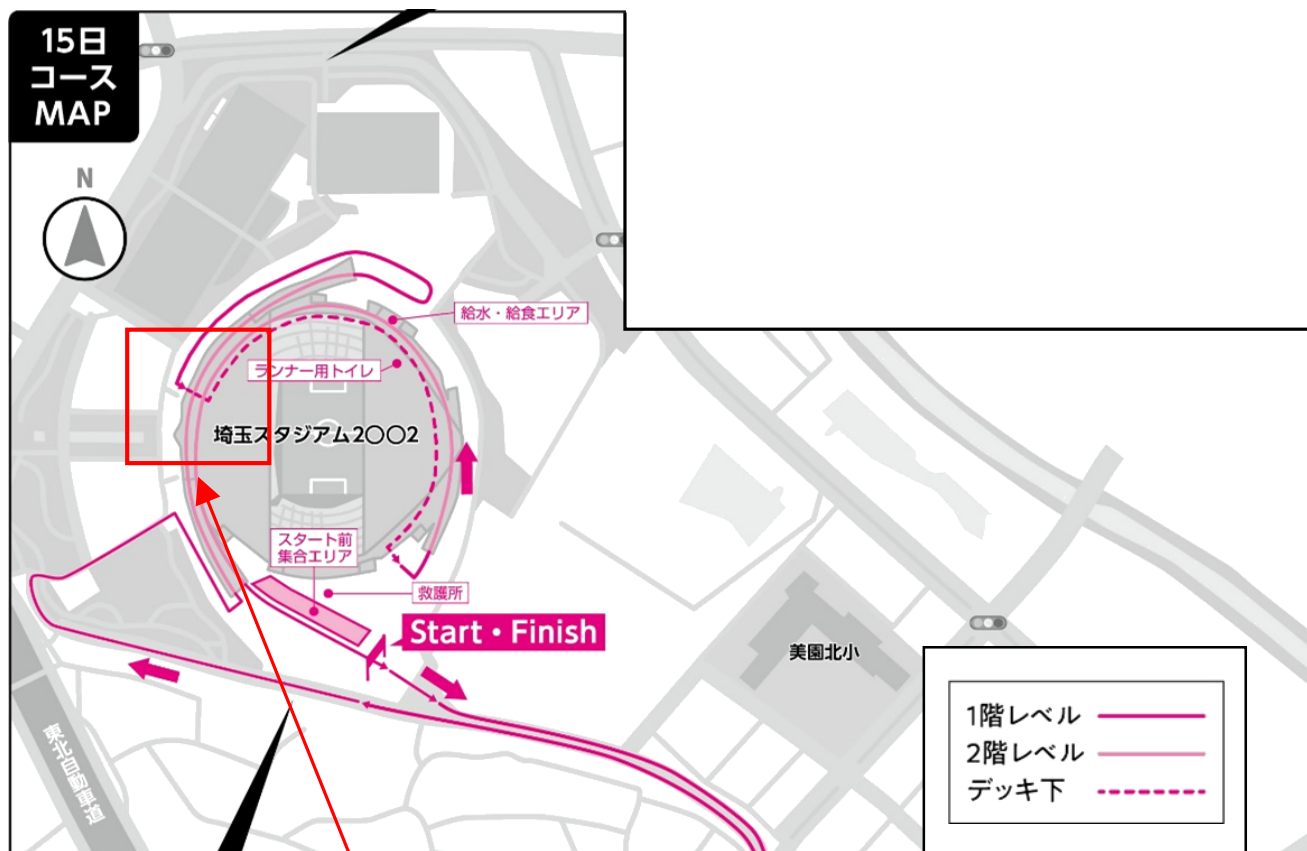 15日
コース
MAP
N
給水・給食エリア
ランナー用トイレ
埼玉スタジアム2〇〇2
スタート前
集合エリア
救護所
Start・Finish
美園北小
東北自動車道
1階レベル
2階レベル
デッキ下